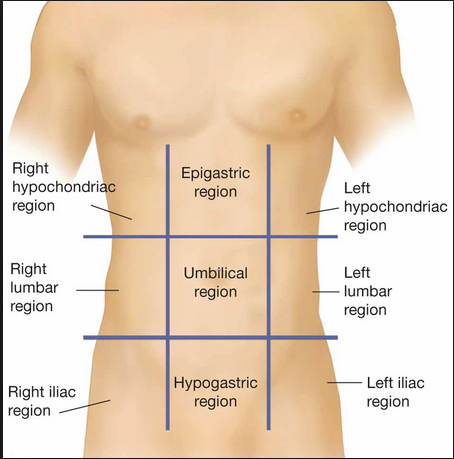 Right
hypochondriac
region
Epigastric
region
Left
hypochondriac
region
Right
lumbar
region
Umbilical
region
Left
lumbar
region
Right iliac
region
Hypogastric
region
Left iliac
region